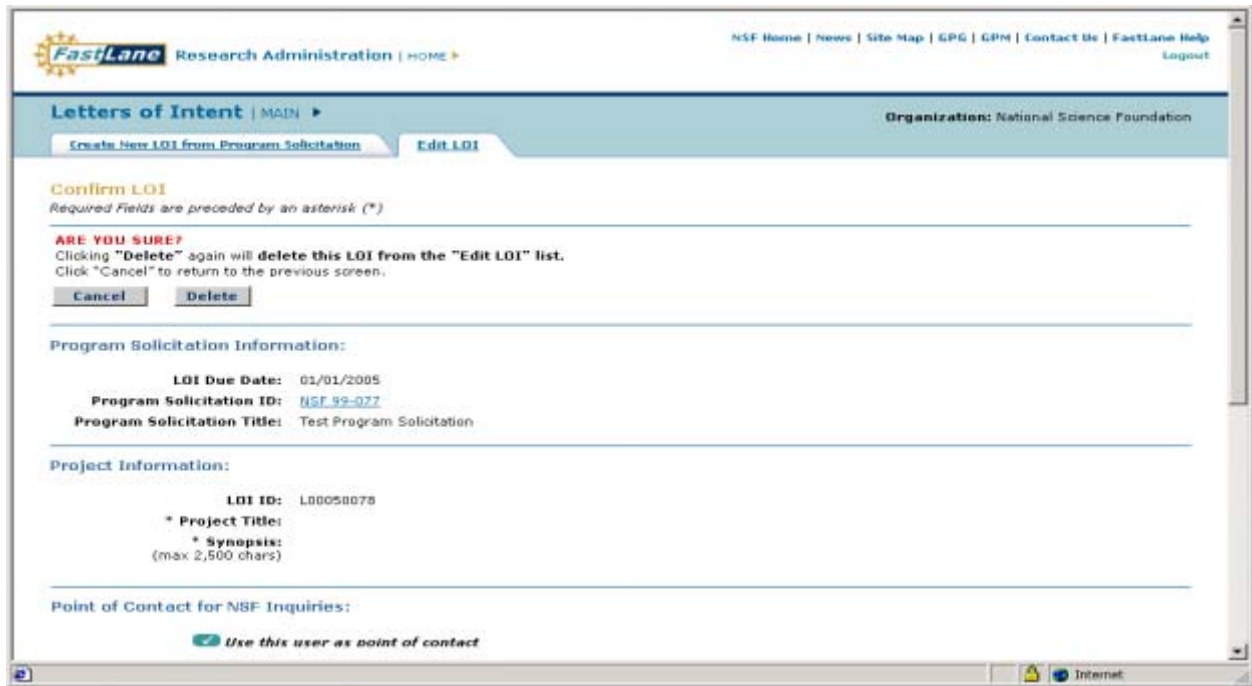 NSF Home | News | Site Map | GPG | GPM | Contact Us | FastLane Help
FastLane Research Administration | HOME
Logout
Letters of Intent | MAIN
Organization: National Science Foundation
Create New LOI from Program Solicitation Edit LOI
Confirm LOI
Required Fields are preceded by an asterisk (*)
ARE YOU SURE?
Clicking "Delete" again will delete this LOI from the "Edit LOI" list.
Click "Cancel" to return to the previous screen.
Cancel Delete
Program Solicitation Information:
LOI Due Date: 01/01/2005
Program Solicitation ID: NSF 99-077
Program Solicitation Title: Test Program Solicitation
Project Information:
LOI ID: L00050078
* Project Title:
* Synopsis:
(max 2,500 chars)
Point of Contact for NSF Inquiries:
Use this user as point of contact
Internet